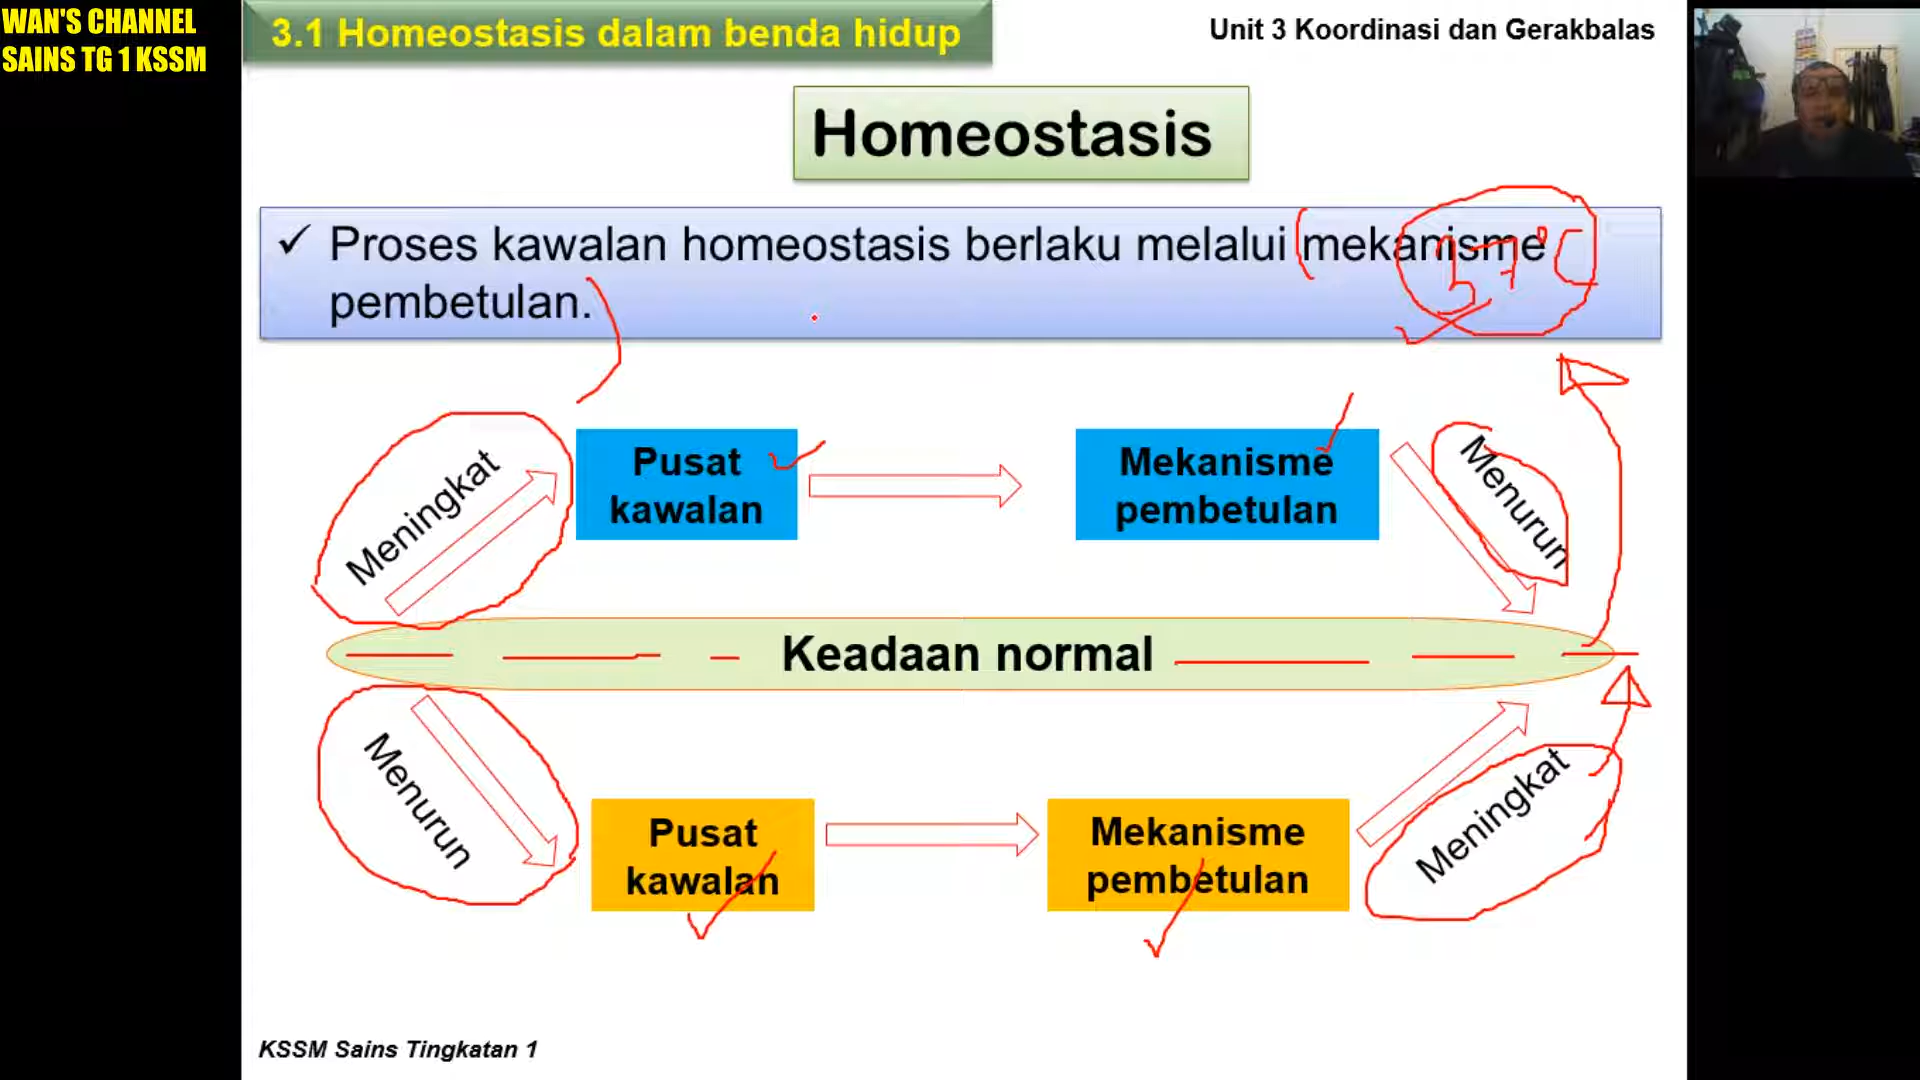 WAN'S CHANNEL
SAINS TG 1 KSSM
3.1 Homeostasis dalam benda hidup
Unit 3 Koordinasi dan Gerakbalas
Homeostasis
✓ Proses kawalan homeostasis berlaku melalui mekanisme
pembetulan.
37°C
Meningkat
Pusat
kawalan
Mekanisme
pembetulan
Menurun
Keadaan normal
Menurun
Pusat
kawalan
Mekanisme
pembetulan
Meningkat
KSSM Sains Tingkatan 1